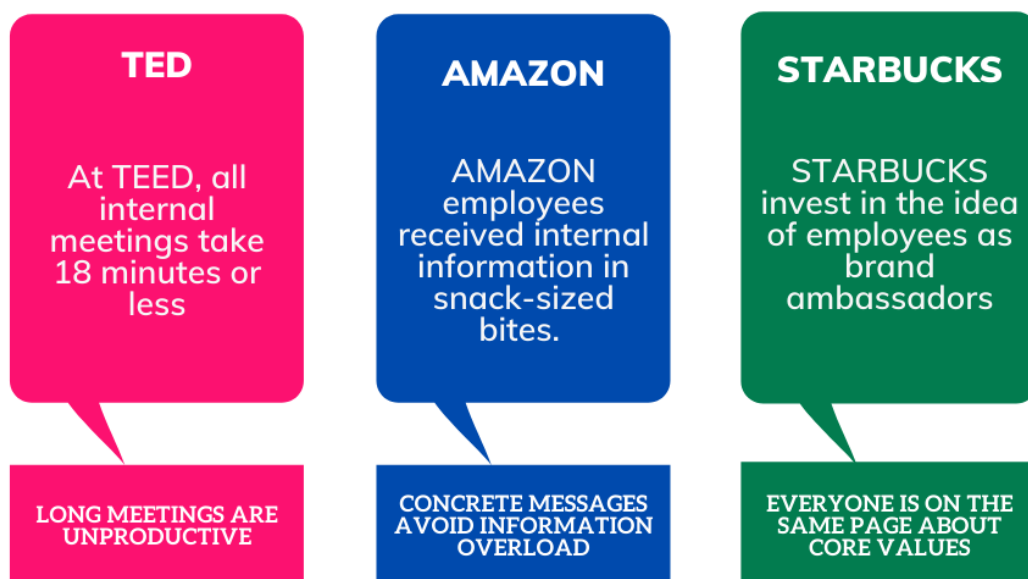 TED
At TEED, all
internal
meetings take
18 minutes or
less
LONG MEETINGS ARE
UNPRODUCTIVE
AMAZON
AMAZON
employees
received internal
information in
snack-sized
bites.
CONCRETE MESSAGES
AVOID INFORMATION
OVERLOAD
STARBUCKS
STARBUCKS
invest in the idea
of employees as
brand
ambassadors
EVERYONE IS ON THE
SAME PAGE ABOUT
CORE VALUES